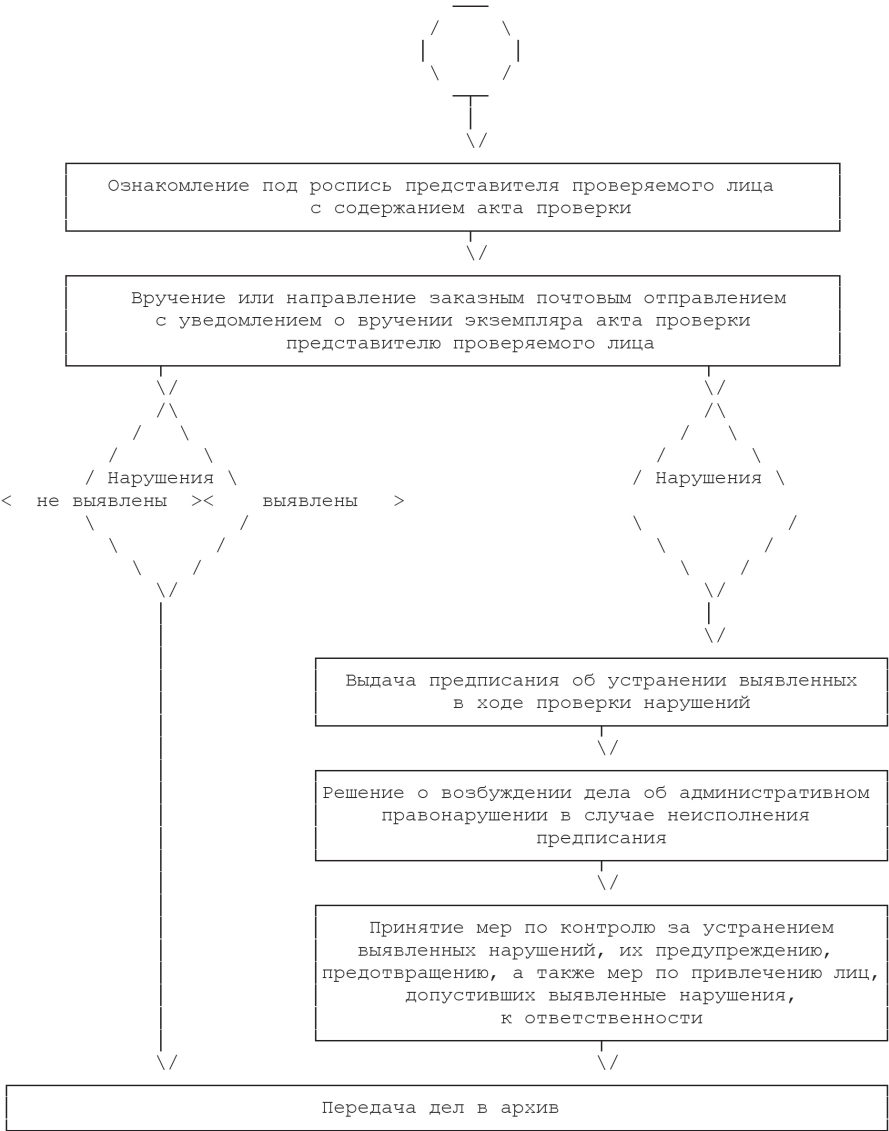 Ознакомление под роспись представителя проверяемого лица
с содержанием акта проверки
Вручение или направление заказным почтовым отправлением
с уведомлением о вручении экземпляра акта проверки
представителю проверяемого лица
/ Нарушения \ / Нарушения \
< не выявлены >< выявлены >
Выдача предписания об устранении выявленных
в ходе проверки нарушений
Решение о возбуждении дела об административном
правонарушении в случае неисполнения
предписания
Принятие мер по контролю за устранением
выявленных нарушений, их предупреждению,
предотвращению, а также мер по привлечению лиц,
допустивших выявленные нарушения,
к ответственности
Передача дел в архив